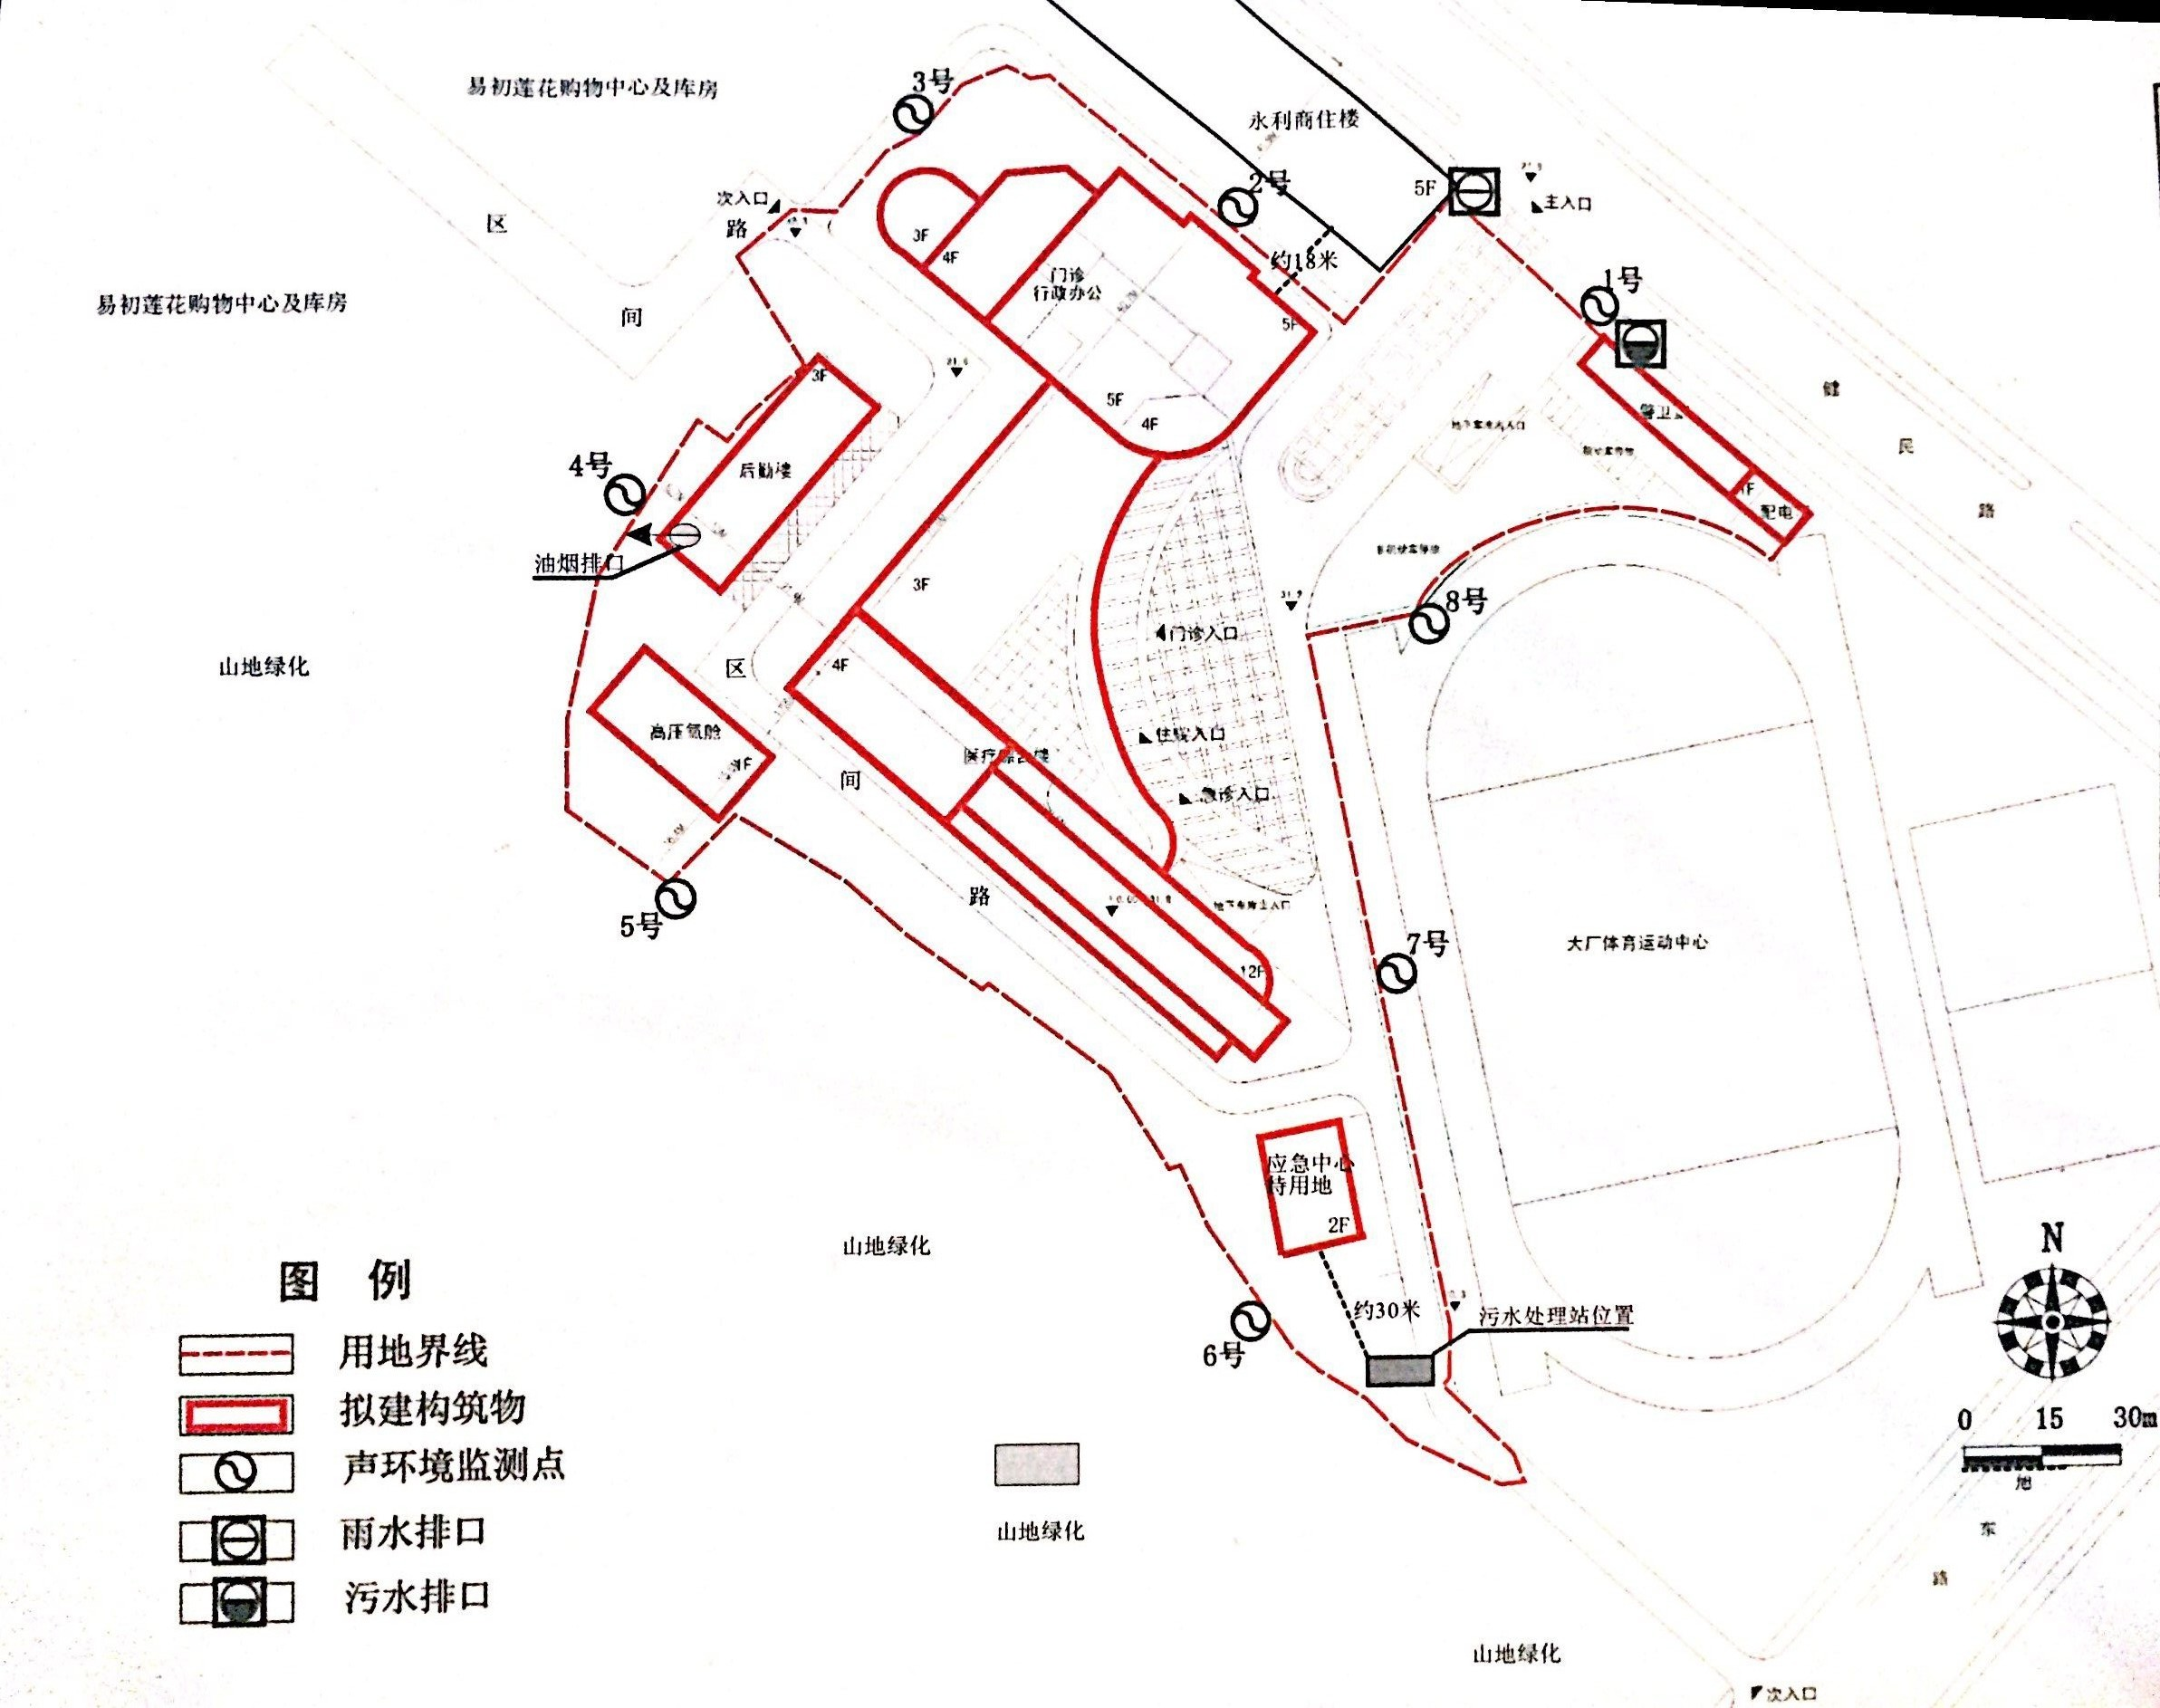 3号
易初莲花购物中心及库房
永利商住楼
2号
5F
主入口
次入口
区
路
3F
4F
约18米
门诊
行政办公
1号
易初莲花购物中心及库房
间
5F
3F
健
5F
4F
民
4号
后勤楼
路
配电
油烟排口
3F
8号
门诊入口
山地绿化
区
4F
高压氧舱
住院入口
间
急诊入口
路
5号
7号
大厂体育运动中心
12F
应急中心
特用地
2F
山地绿化
N
图 例
约30米
污水处理站位置
6号
用地界线
拟建构筑物
0 15 30m
声环境监测点
旭
东
雨水排口
山地绿化
路
污水排口
山地绿化
次入口